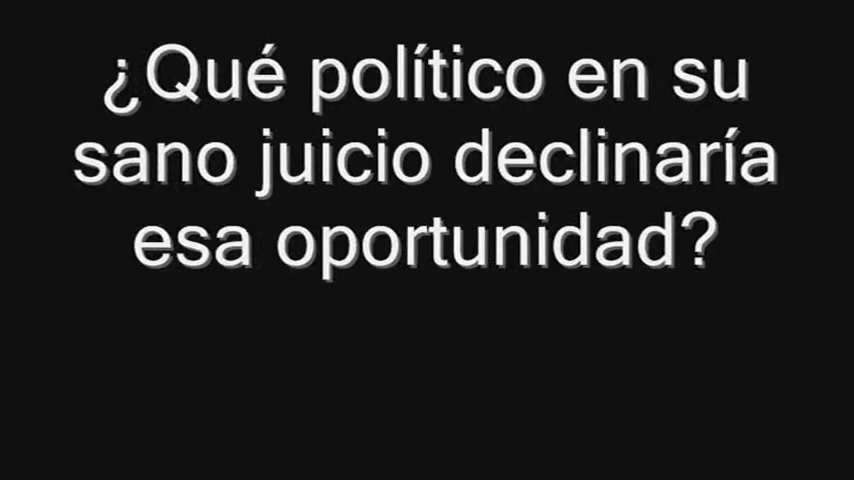 ¿Qué político en su
sano juicio declinaría
esa oportunidad?